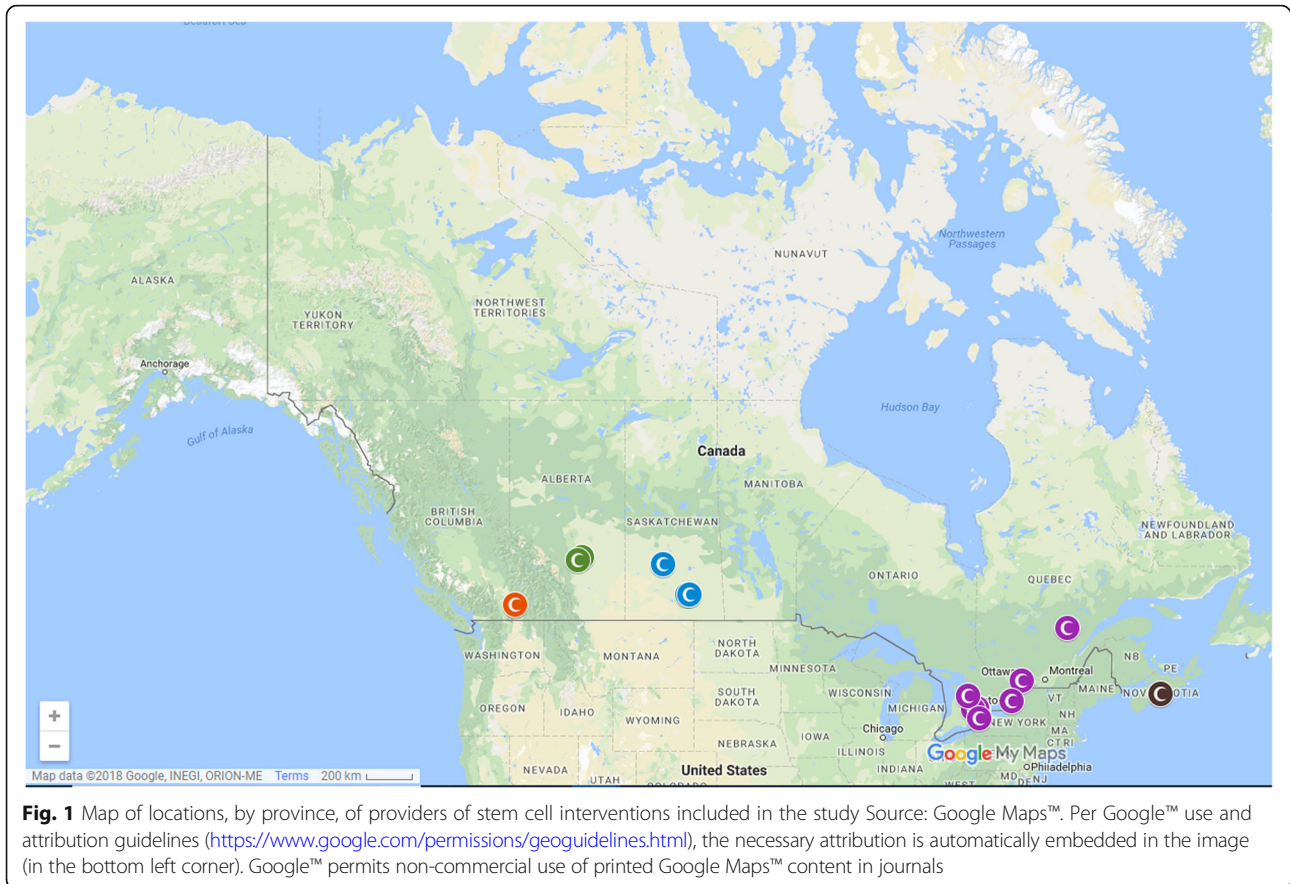 Beaufort Sea
Northwestern
Passages
NUNAVUT
ALASKA
NORTHWEST
TERRITORIES
YUKON
TERRITORY
Anchorage
Hudson Bay
Gulf of Alaska
Canada
ALBERTA
MANITOBA
BRITISH
COLUMBIA
SASKATCHEWAN
NEWFOUNDLAND
AND LABRADOR
C
C
C
ONTARIO
QUEBEC
C
C
C
WASHINGTON
MONTANA
NORTH
DAKOTA
MINNESOTA
Ottawa
Montreal
NB
PE
C
C
C
C
MAINE
NOV
OTIA
C
OREGON
IDAHO
SOUTH
DAKOTA
WISCONSIN
MICHIGAN
VT
NH
NEW YORK
WYOMING
MA
CT RI
IOWA
Chicago
NEBRASKA
ILLINOIS
INDIANA
Google My Maps
Philadelphia
NEVADA
UTAH
COLORADO
United States
WEST
MD
DE
NJ
+
−
Map data ©2018 Google, INEGI, ORION-ME Terms 200 km
Fig. 1 Map of locations, by province, of providers of stem cell interventions included in the study Source: Google Maps™. Per Google™ use and
attribution guidelines (https://www.google.com/permissions/geoguidelines.html), the necessary attribution is automatically embedded in the image
(in the bottom left corner). Google™ permits non-commercial use of printed Google Maps™ content in journals